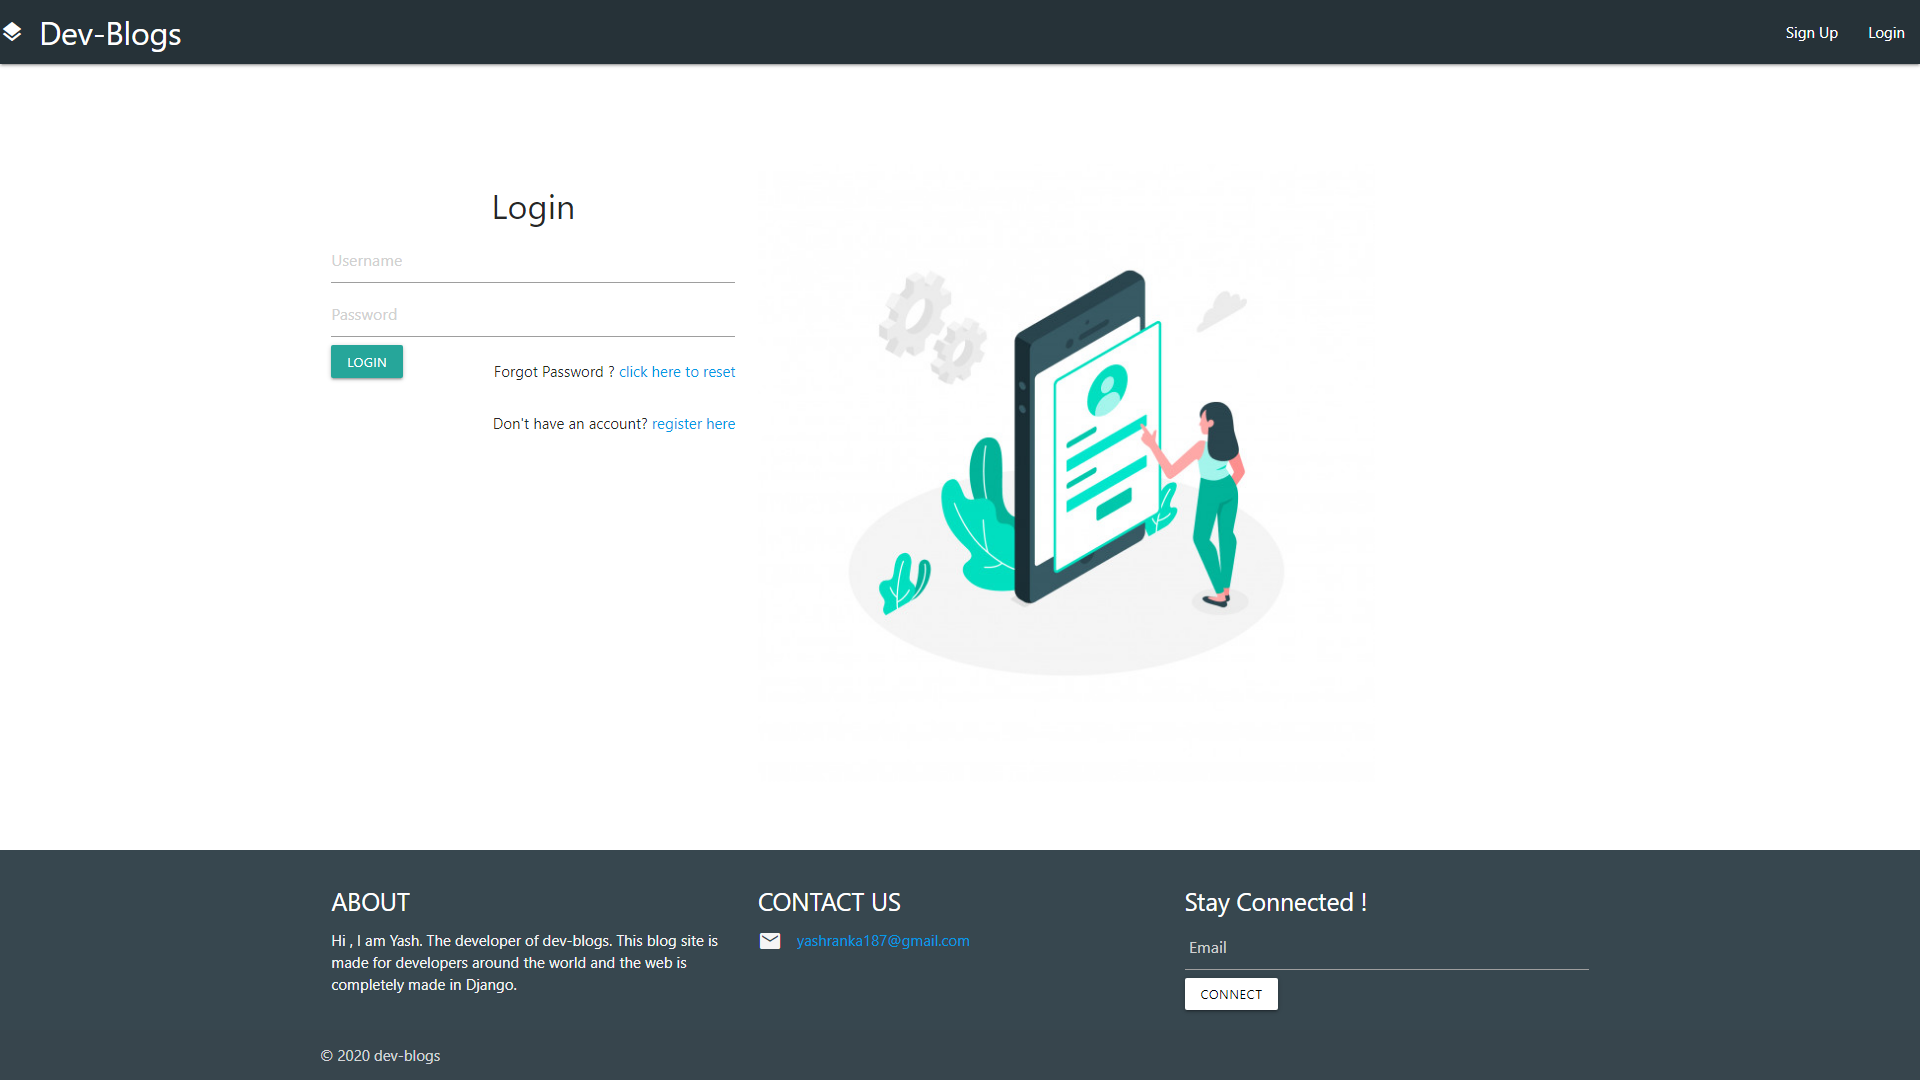 Dev-Blogs
Sign Up
Login
Login
Username
Password
LOGIN
Forgot Password ? click here to reset
Don't have an account? register here
ABOUT
Hi , I am Yash. The developer of dev-blogs. This blog site is
made for developers around the world and the web is
completely made in Django.
CONTACT US
yashranka187@gmail.com
Stay Connected !
Email
CONNECT
© 2020 dev-blogs